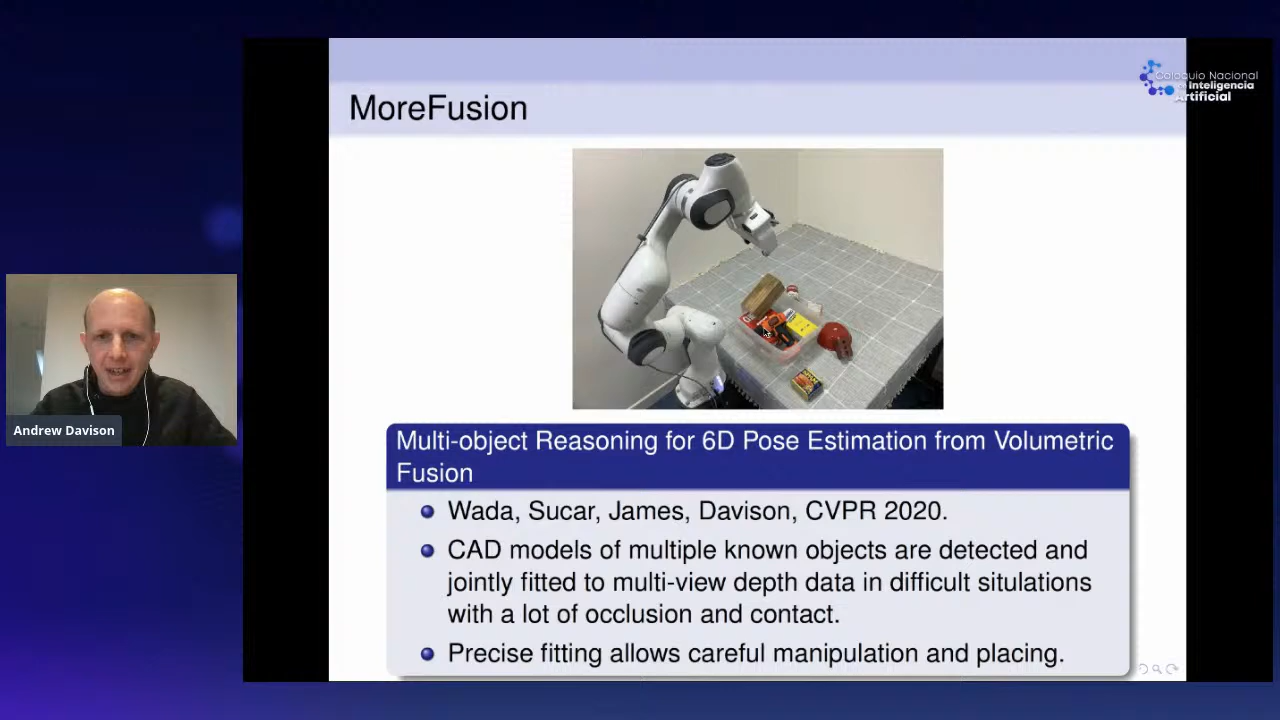 Coloquio Nacional
de Inteligencia
Artificial
MoreFusion
Andrew Davison
Multi-object Reasoning for 6D Pose Estimation from Volumetric
Fusion
Wada, Sucar, James, Davison, CVPR 2020.
CAD models of multiple known objects are detected and
jointly fitted to multi-view depth data in difficult situlations
with a lot of occlusion and contact.
Precise fitting allows careful manipulation and placing.